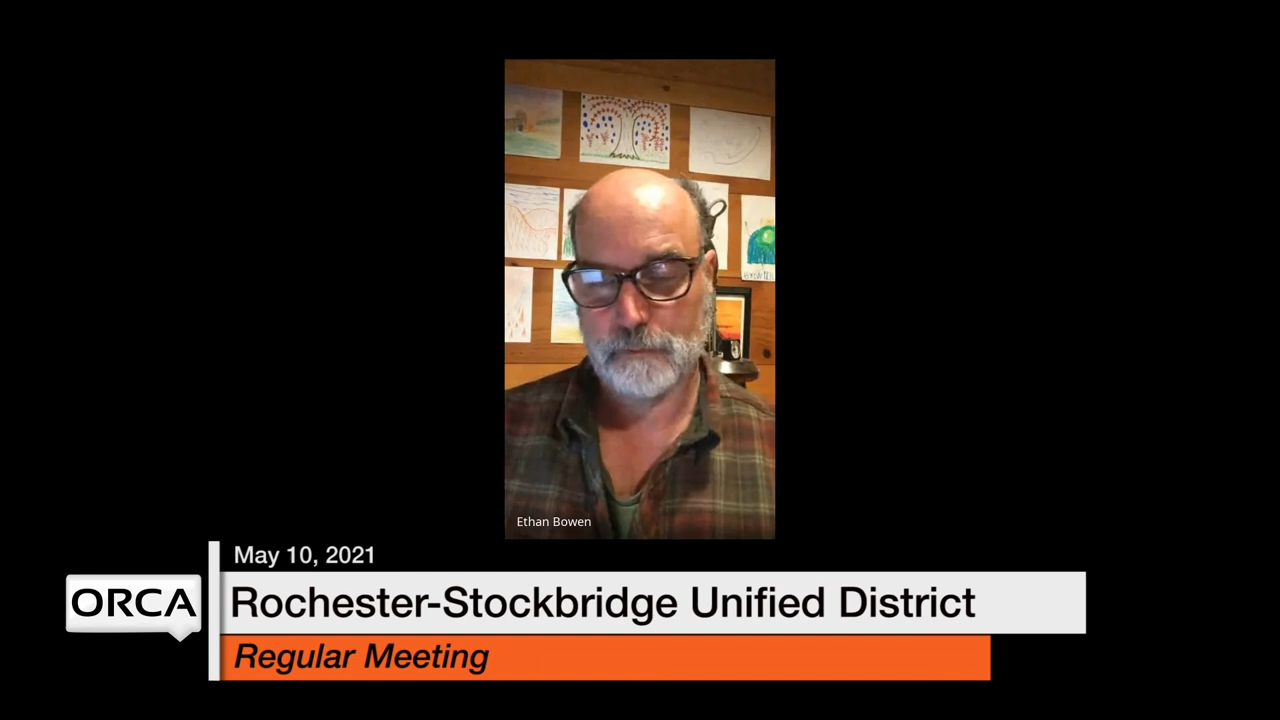 Ethan Bowen
May 10, 2021
ORCA
Rochester-Stockbridge Unified District
Regular Meeting